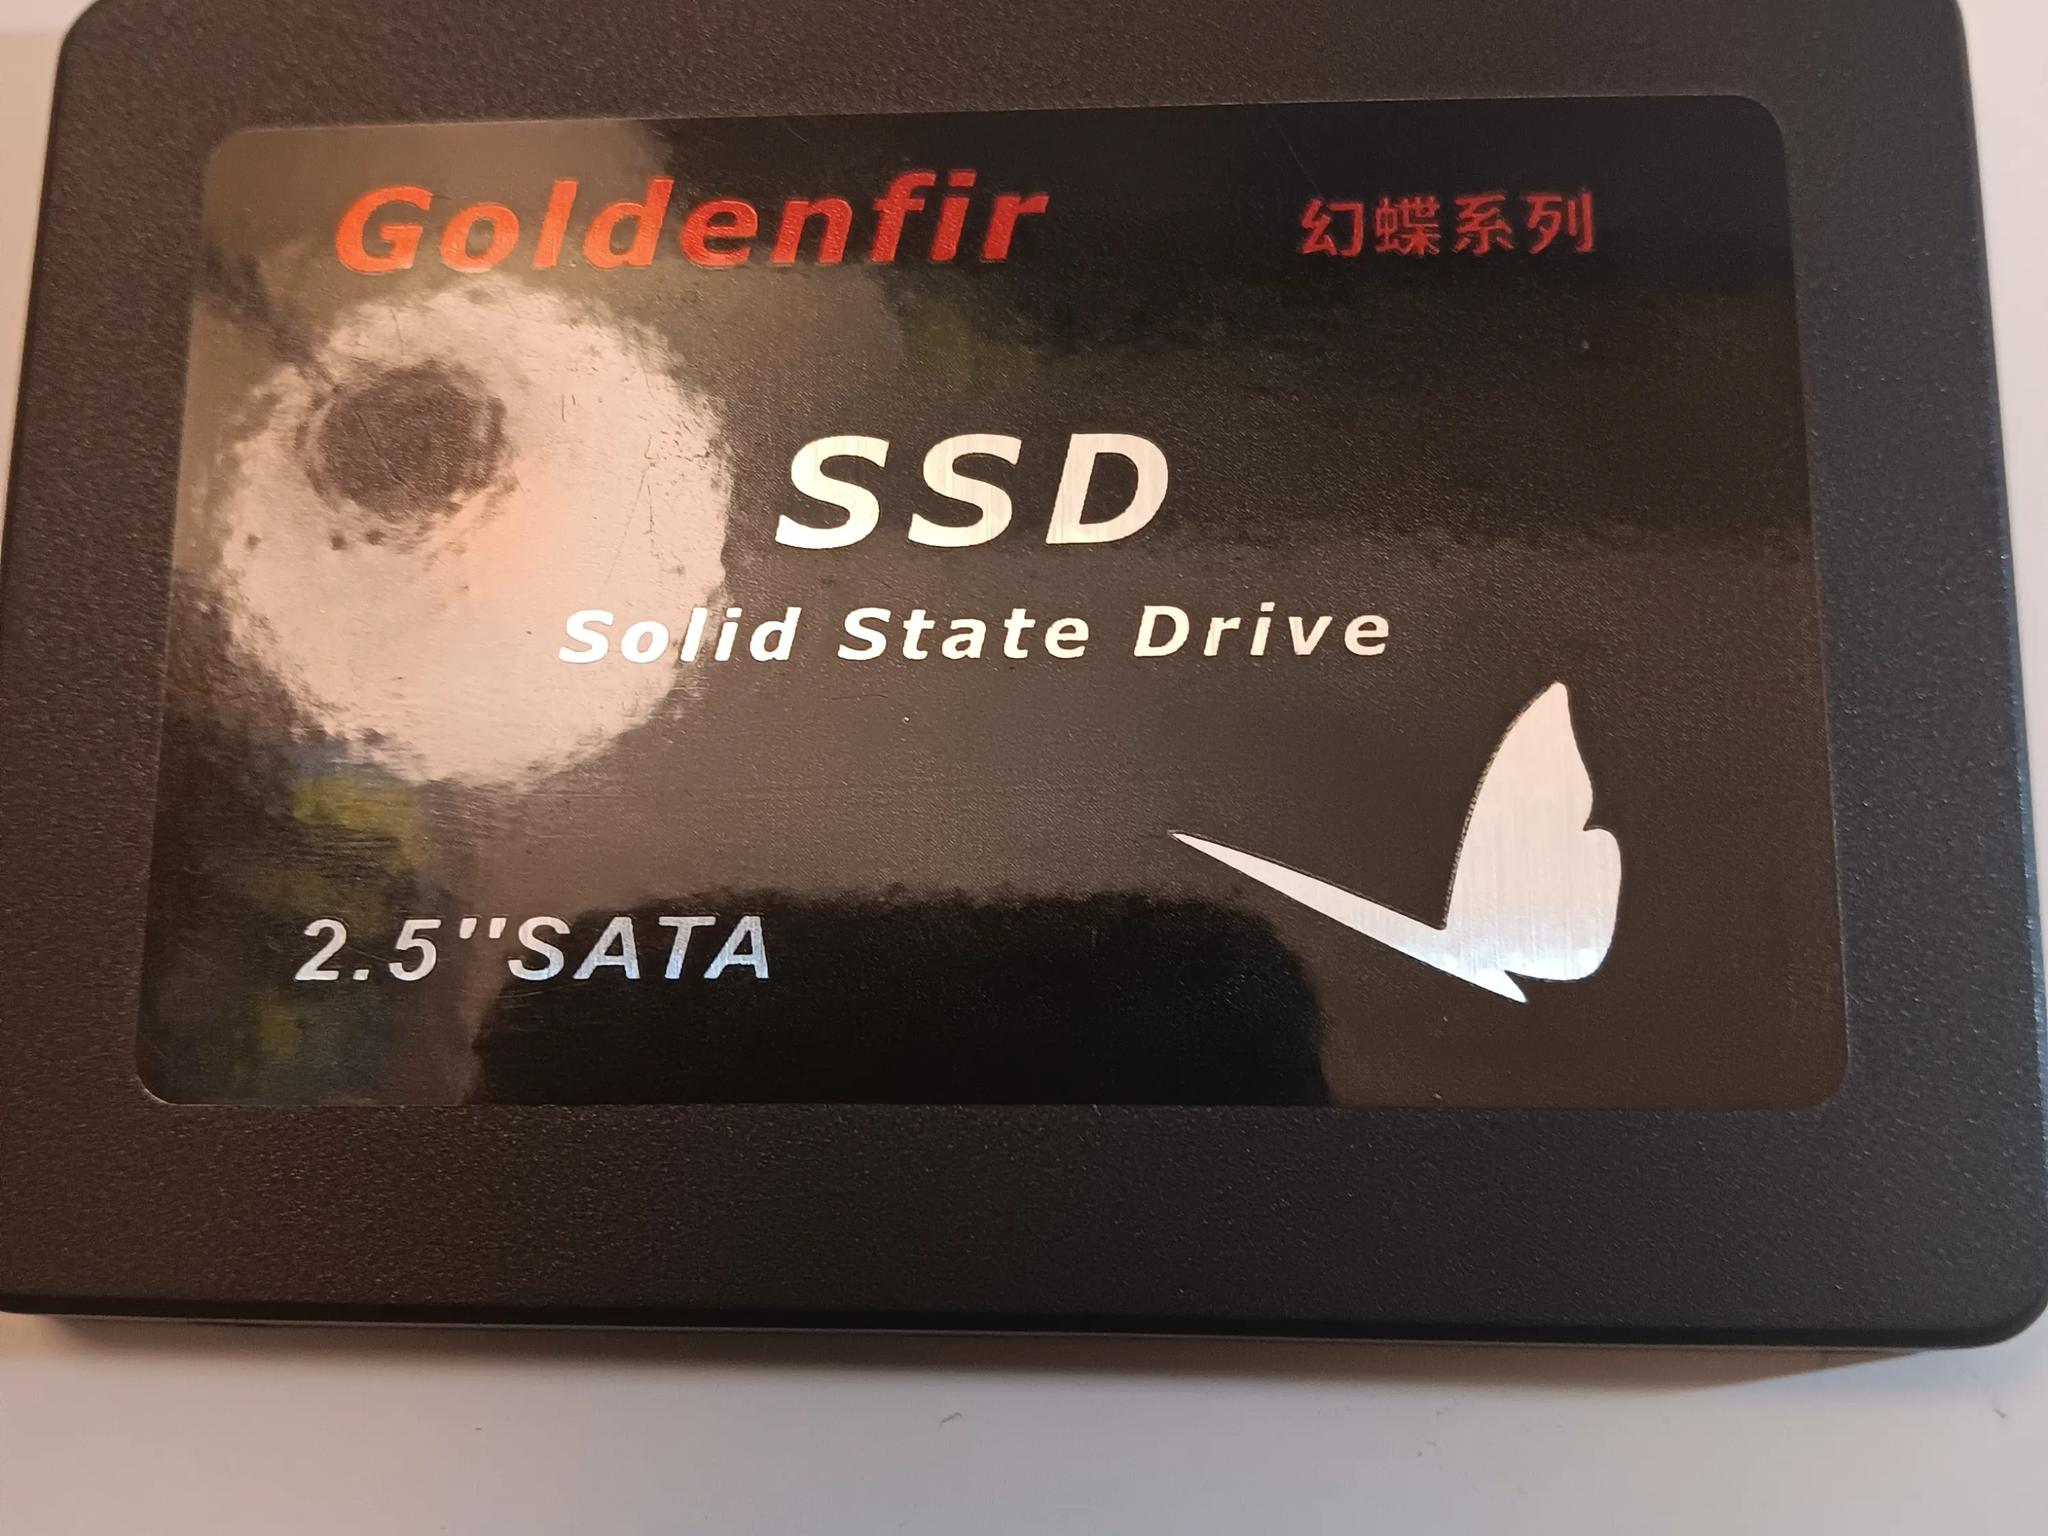 Goldenfir 幻蝶系列
SSD
Solid State Drive
2.5"SATA